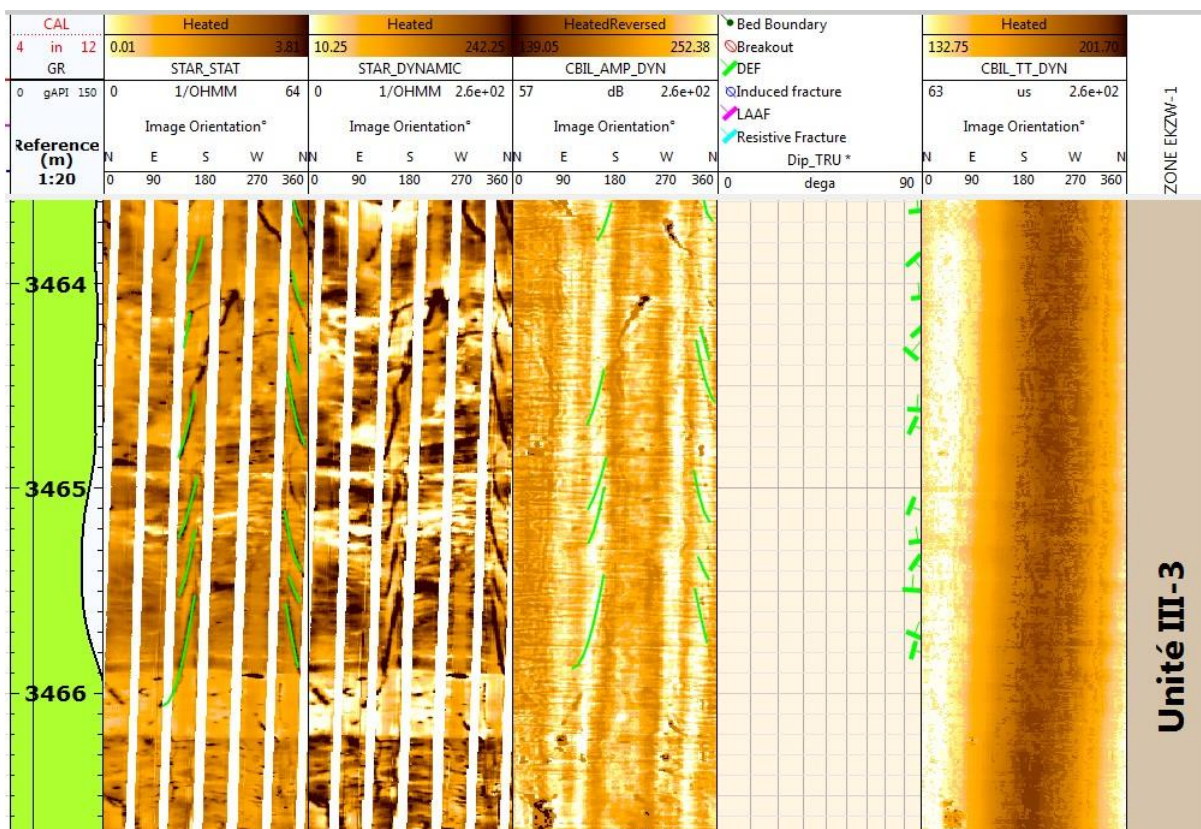 CAL
4 in 12
GR
0 gAPI 150
Reference
(m)
1:20
Heated
0.01 3.81
STAR_STAT
0 1/OHMM 64
Image Orientation°
N E S W N
0 90 180 270 360
Heated
10.25 242.25
STAR_DYNAMIC
0 1/OHMM 2.6e+02
Image Orientation°
N E S W N
0 90 180 270 360
HeatedReversed
139.05 252.38
CBIL_AMP_DYN
57 dB 2.6e+02
Image Orientation°
N E S W N
0 90 180 270 360
Bed Boundary
Breakout
DEF
Induced fracture
LAAF
Resistive Fracture
Dip_TRU *
0 dega 90
Heated
132.75 201.70
CBIL_TT_DYN
63 us 2.6e+02
Image Orientation°
N E S W N
0 90 180 270 360
ZONE EKZW-1
3464
3465
3466
Unité III-3